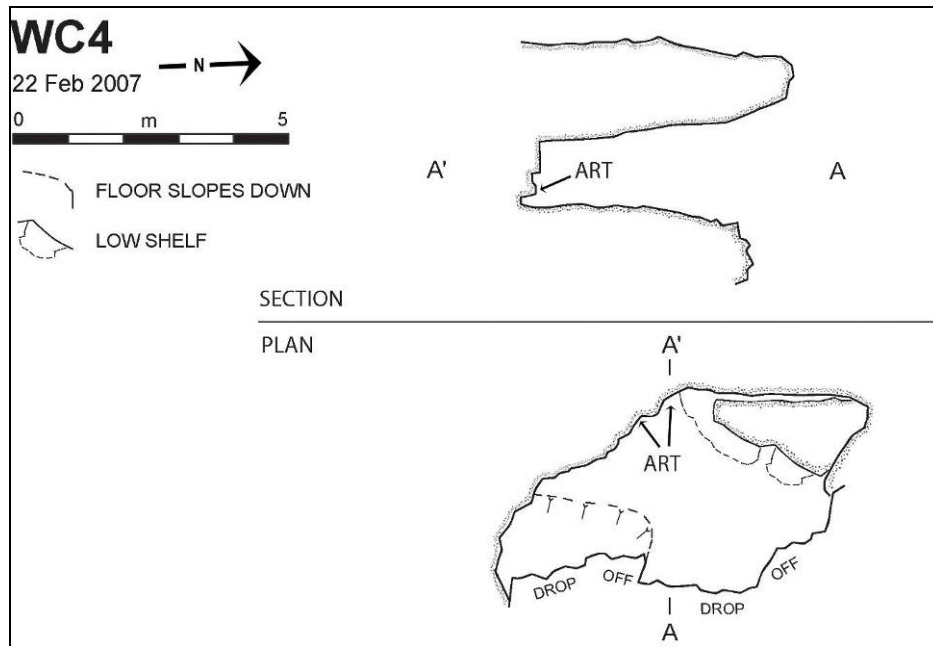 WC4
N
22 Feb 2007
0 m 5
FLOOR SLOPES DOWN
LOW SHELF
A' ART A
SECTION
PLAN
A'
ART
DROP OFF
DROP OFF
A